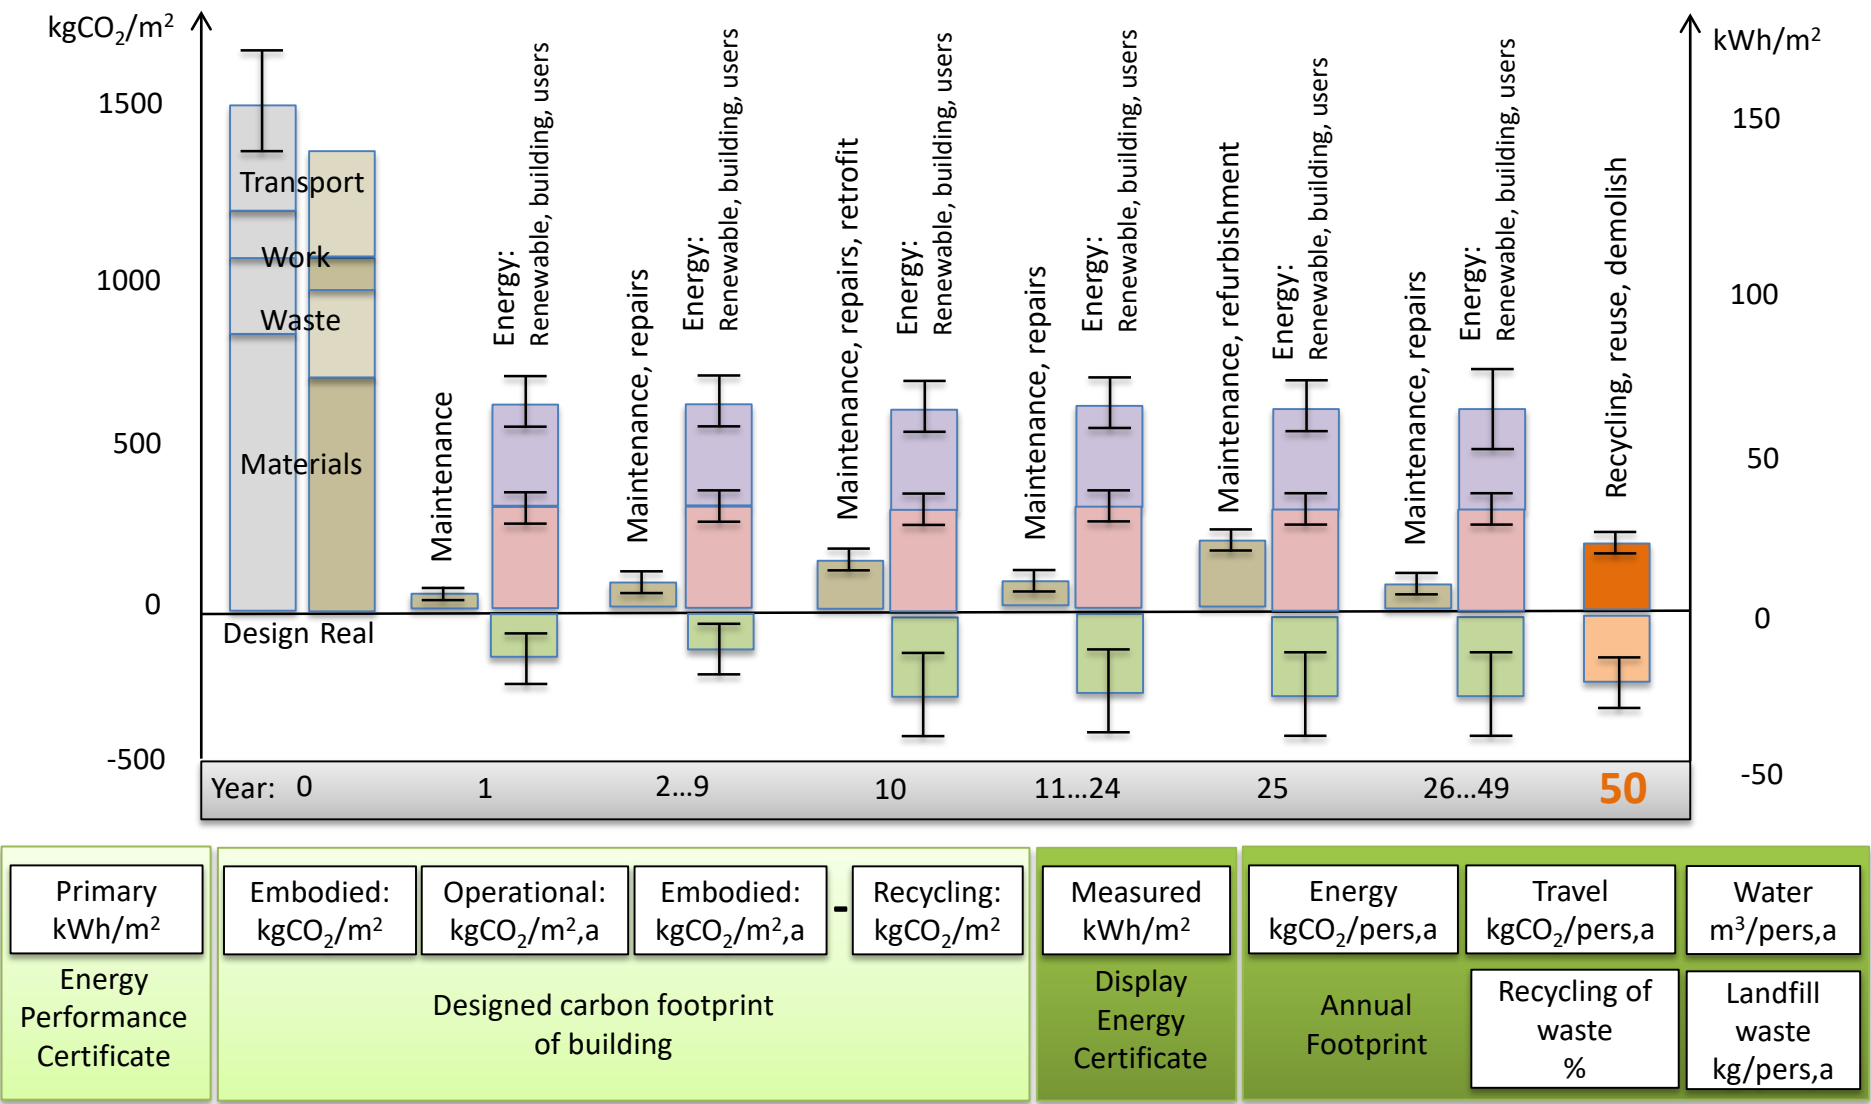 kgCO₂/m²
kWh/m²
1500
1000
500
0
-500
150
100
50
0
-50
Transport
Work
Waste
Materials
Design Real
Maintenance
Energy:
Renewable, building, users
Maintenance, repairs
Energy:
Renewable, building, users
Maintenance, repairs, retrofit
Energy:
Renewable, building, users
Maintenance, repairs
Energy:
Renewable, building, users
Maintenance, refurbishment
Energy:
Renewable, building, users
Maintenance, repairs
Energy:
Renewable, building, users
Recycling, reuse, demolish
Year: 0 1 2...9 10 11...24 25 26...49 50
Primary
kWh/m²
Energy
Performance
Certificate
Embodied:
kgCO₂/m²
Operational:
kgCO₂/m²,a
Embodied:
kgCO₂/m²,a
-
Recycling:
kgCO₂/m²
Designed carbon footprint
of building
Measured
kWh/m²
Display
Energy
Certificate
Energy
kgCO₂/pers,a
Travel
kgCO₂/pers,a
Water
m³/pers,a
Annual
Footprint
Recycling of
waste
%
Landfill
waste
kg/pers,a